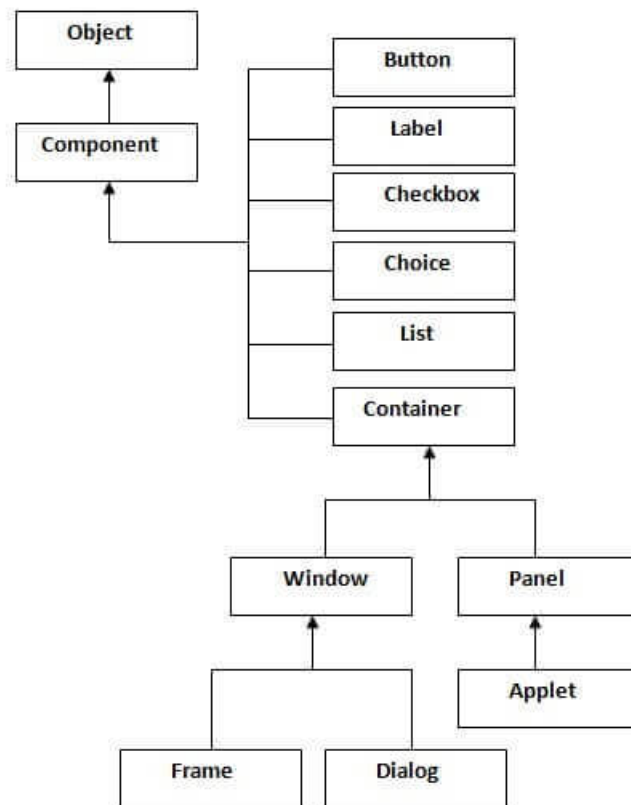 Object
Button
Label
Component
Checkbox
Choice
List
Container
Window
Panel
Applet
Frame
Dialog